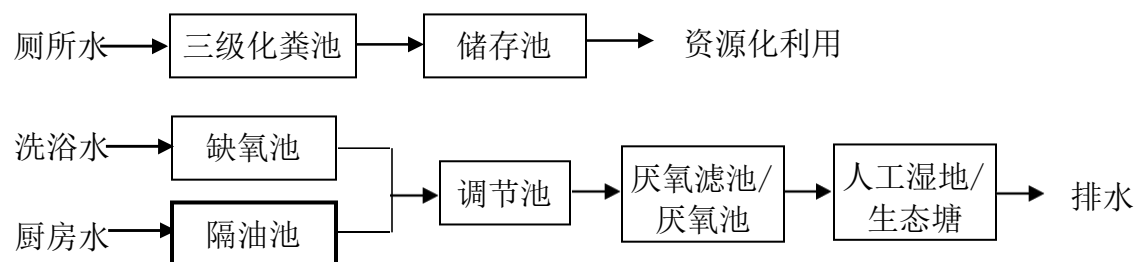 厕所水
三级化粪池
储存池
资源化利用
洗浴水
缺氧池
厨房水
隔油池
调节池
厌氧滤池/
厌氧池
人工湿地/
生态塘
排水